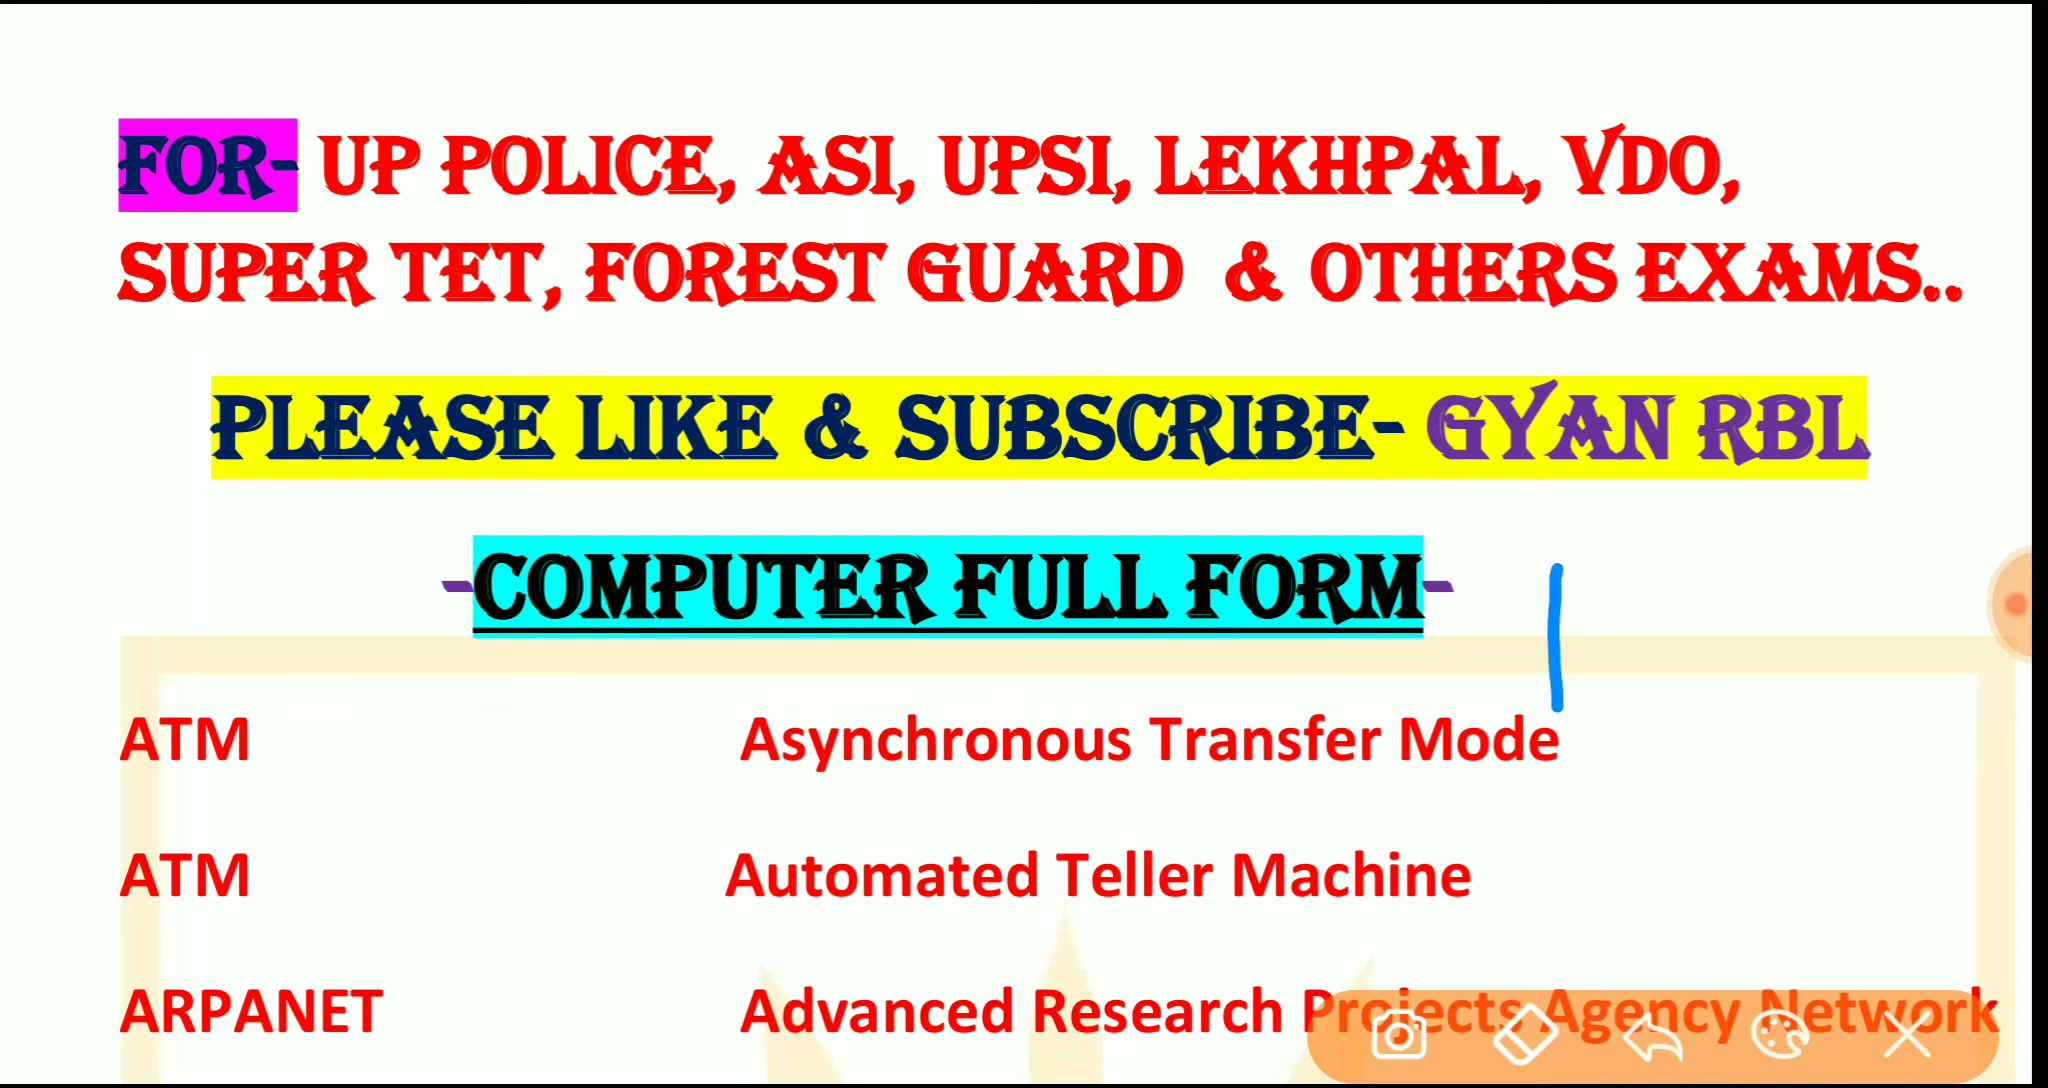 FOR- UP POLICE, ASI, UPSI, LEKHPAL, VDO,
SUPER TET, FOREST GUARD & OTHERS EXAMS..
PLEASE LIKE & SUBSCRIBE- GYAN RBL
-COMPUTER FULL FORM-
ATM Asynchronous Transfer Mode
ATM Automated Teller Machine
ARPANET Advanced Research Projects Agency Network